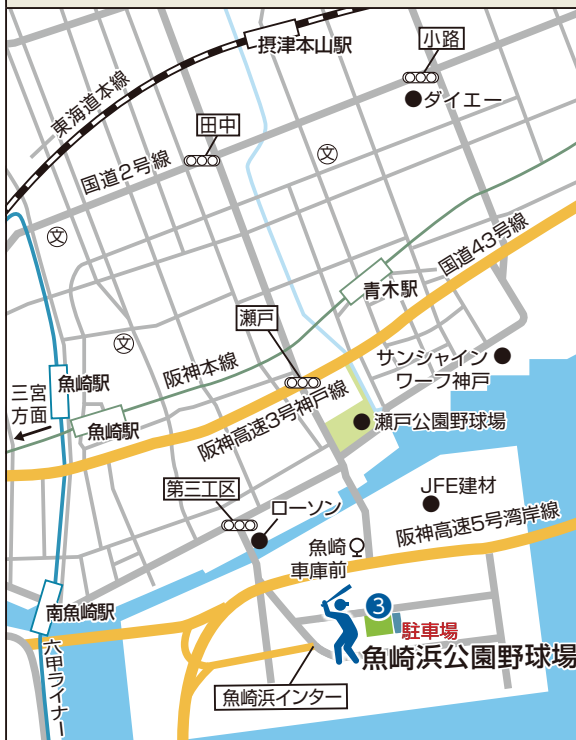 摂津本山駅
小路
東海道本線
ダイエー
田中
国道2号線
文
文
文
国道43号線
青木駅
瀬戸
阪神本線
サンシャイン
ワーフ神戸
三宮
方面
魚崎駅
魚崎駅
阪神高速3号神戸線
瀬戸公園野球場
第三工区
ローソン
JFE建材
阪神高速5号湾岸線
魚崎
車庫前
3
駐車場
南魚崎駅
六甲ライナー
魚崎浜公園野球場
魚崎浜インター